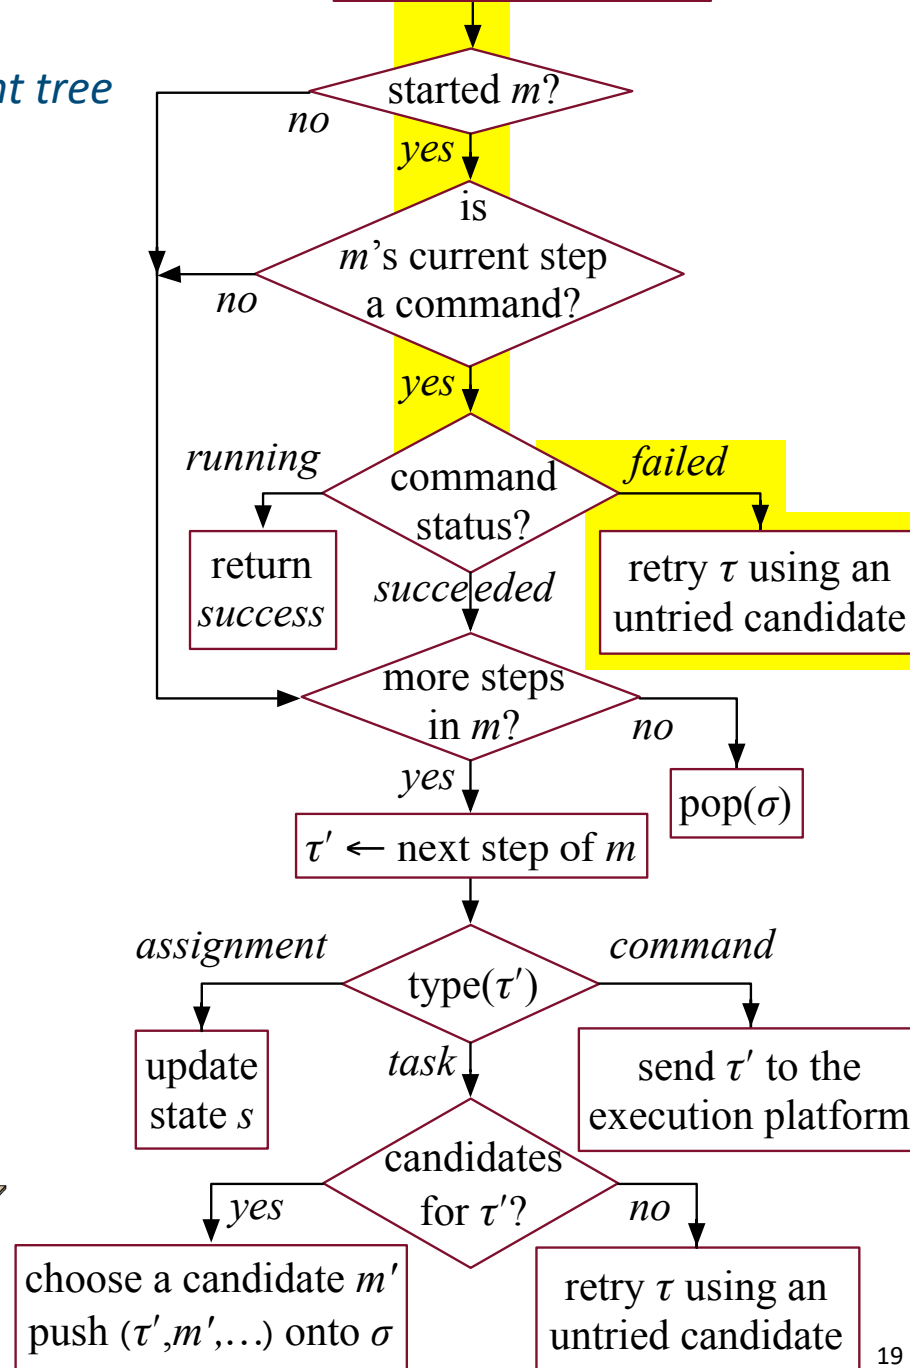 nt tree
started m?
no
yes
is
m’s current step
a command?
no
yes
running
failed
command
status?
return
success
succeeded
retry τ using an
untried candidate
more steps
in m?
no
yes
pop(σ)
τ′ ← next step of m
assignment
command
type(τ′)
task
update
state s
send τ′ to the
execution platform
candidates
for τ′?
yes
no
choose a candidate m′
push (τ′,m′,…) onto σ
retry τ using an
untried candidate
19